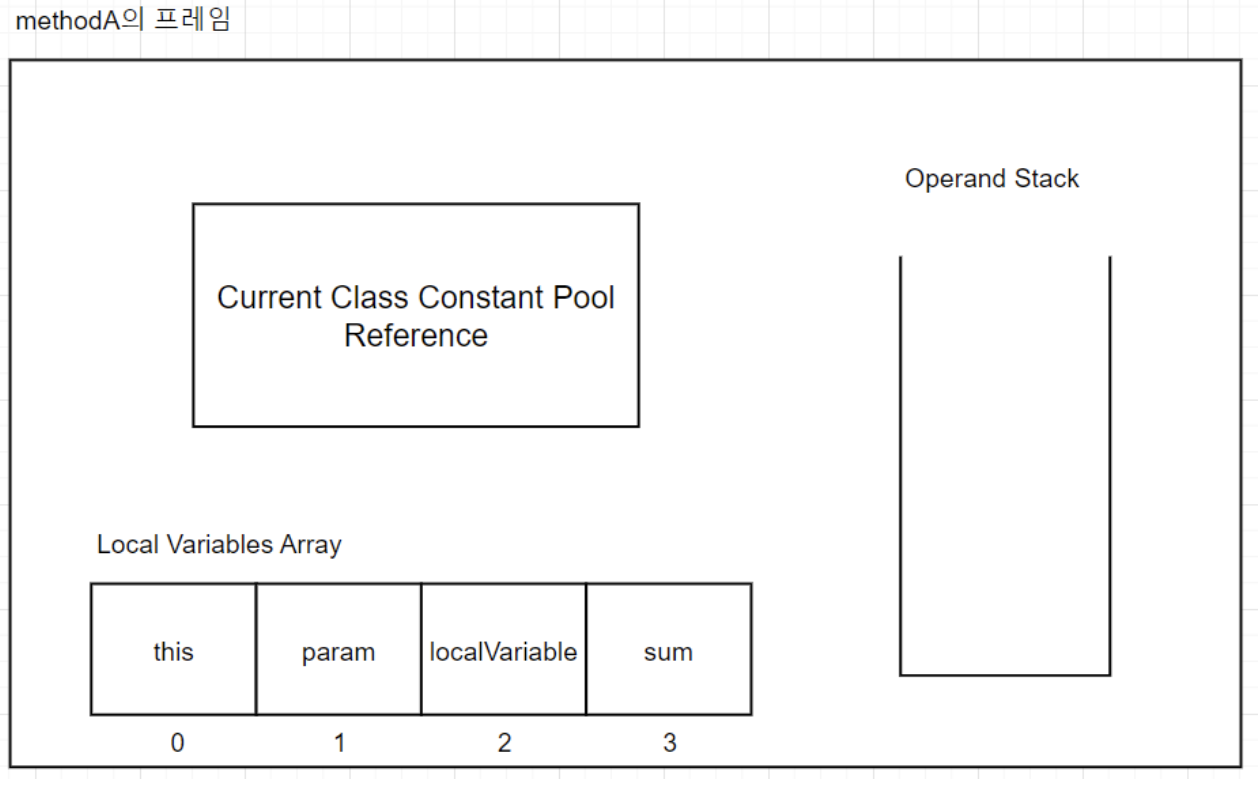 methodA의 프레임
Operand Stack
Current Class Constant Pool
Reference
Local Variables Array
this param localVariable sum
0 1 2 3